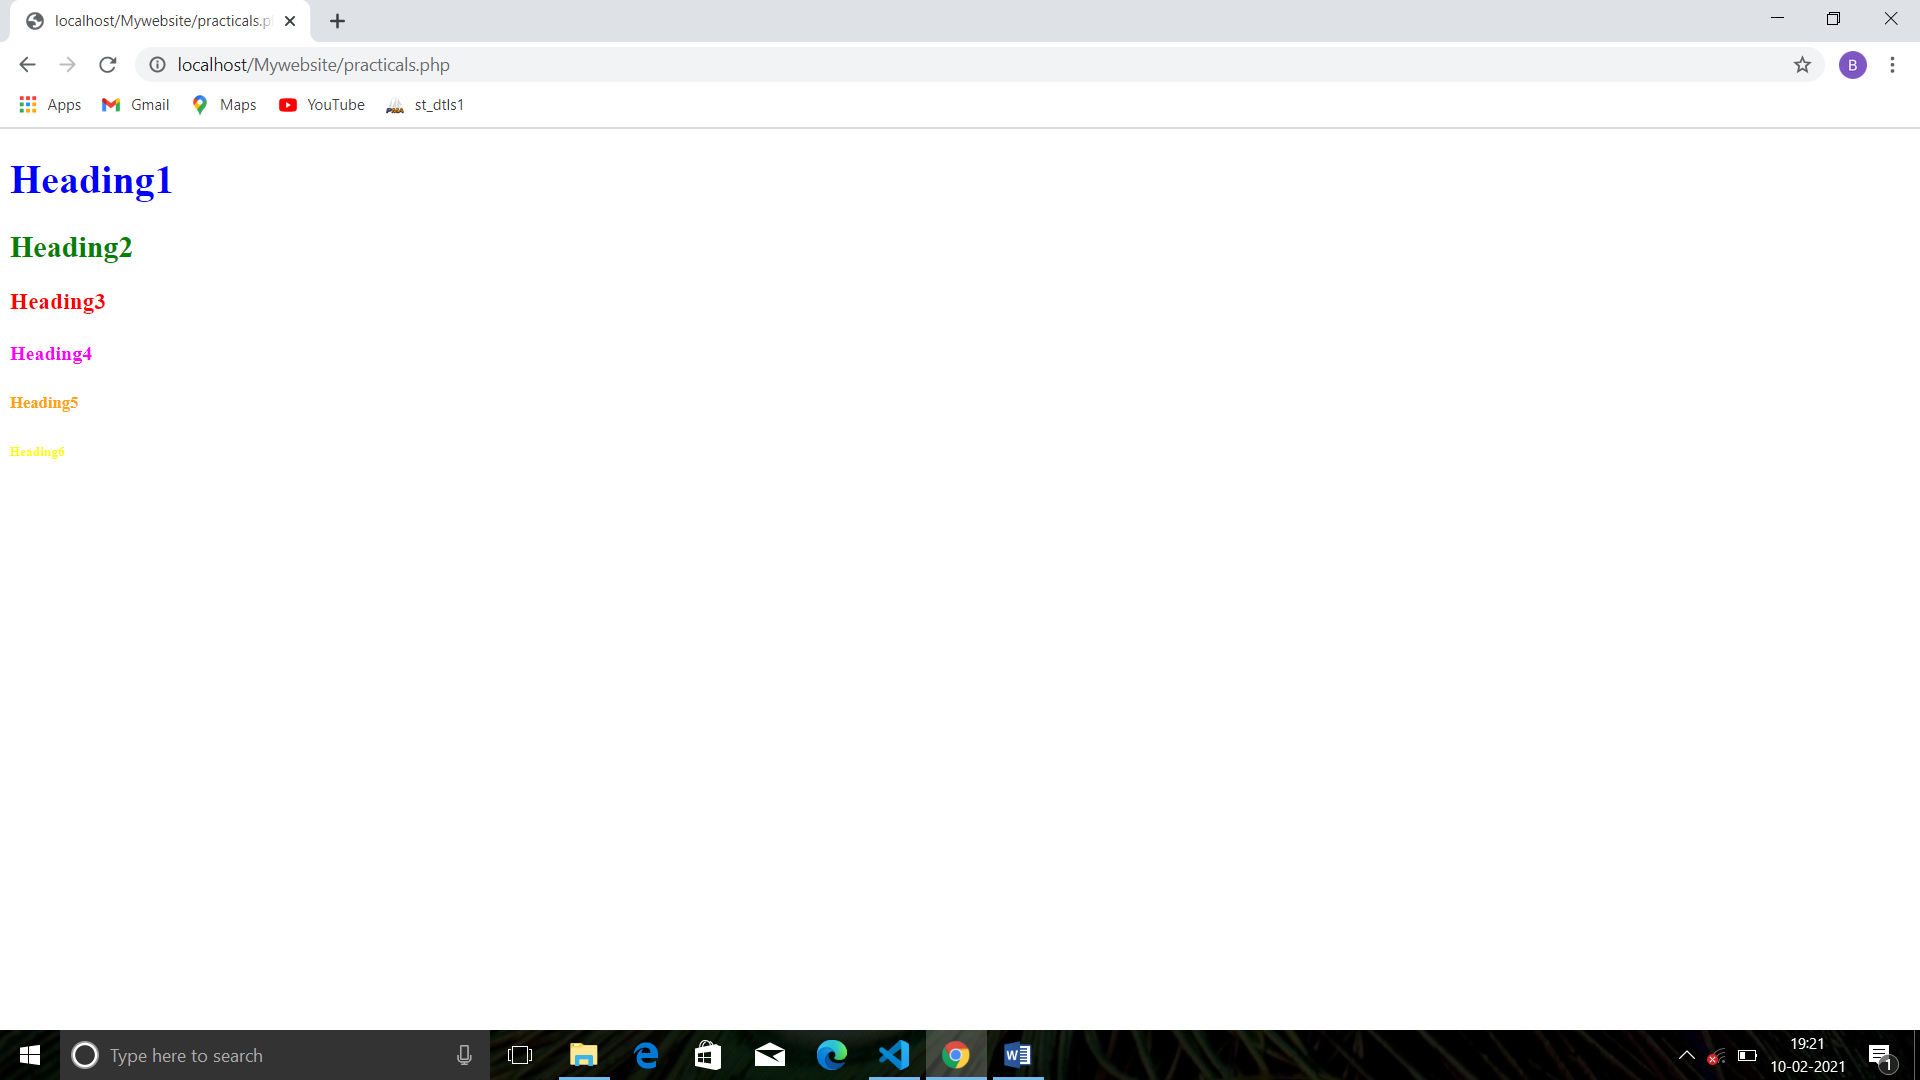 localhost/Mywebsite/practicals.p
localhost/Mywebsite/practicals.php
B
Apps Gmail Maps YouTube PMA st_dtls1
Heading1
Heading2
Heading3
Heading4
Heading5
Heading6
Type here to search
19:21
10-02-2021
1